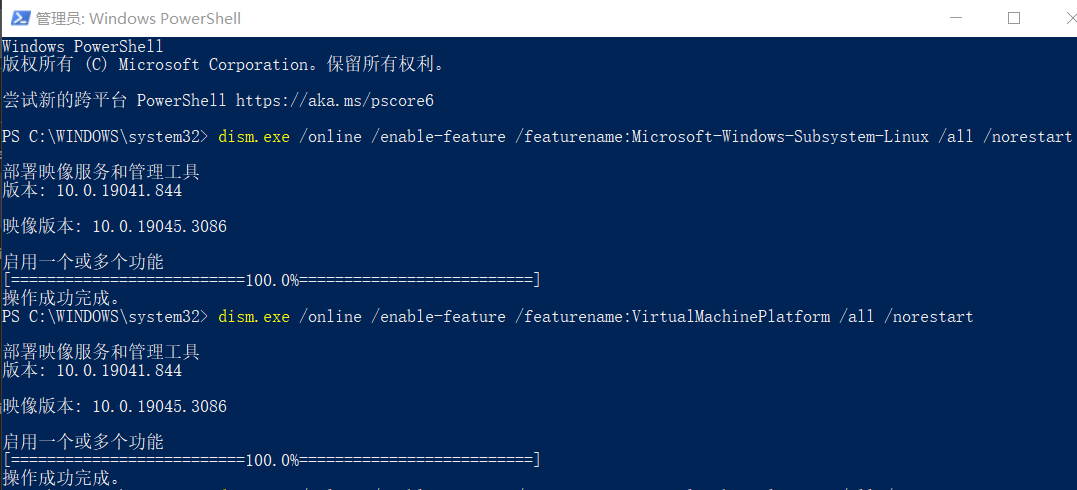 管理员: Windows PowerShell
Windows PowerShell
版权所有 (C) Microsoft Corporation。保留所有权利。
尝试新的跨平台 PowerShell https://aka.ms/pscore6
PS C:\WINDOWS\system32> dism.exe /online /enable-feature /featurename:Microsoft-Windows-Subsystem-Linux /all /norestart
部署映像服务和管理工具
版本: 10.0.19041.844
映像版本: 10.0.19045.3086
启用一个或多个功能
[==========================100.0%==========================]
操作成功完成。
PS C:\WINDOWS\system32> dism.exe /online /enable-feature /featurename:VirtualMachinePlatform /all /norestart
部署映像服务和管理工具
版本: 10.0.19041.844
映像版本: 10.0.19045.3086
启用一个或多个功能
[==========================100.0%==========================]
操作成功完成。